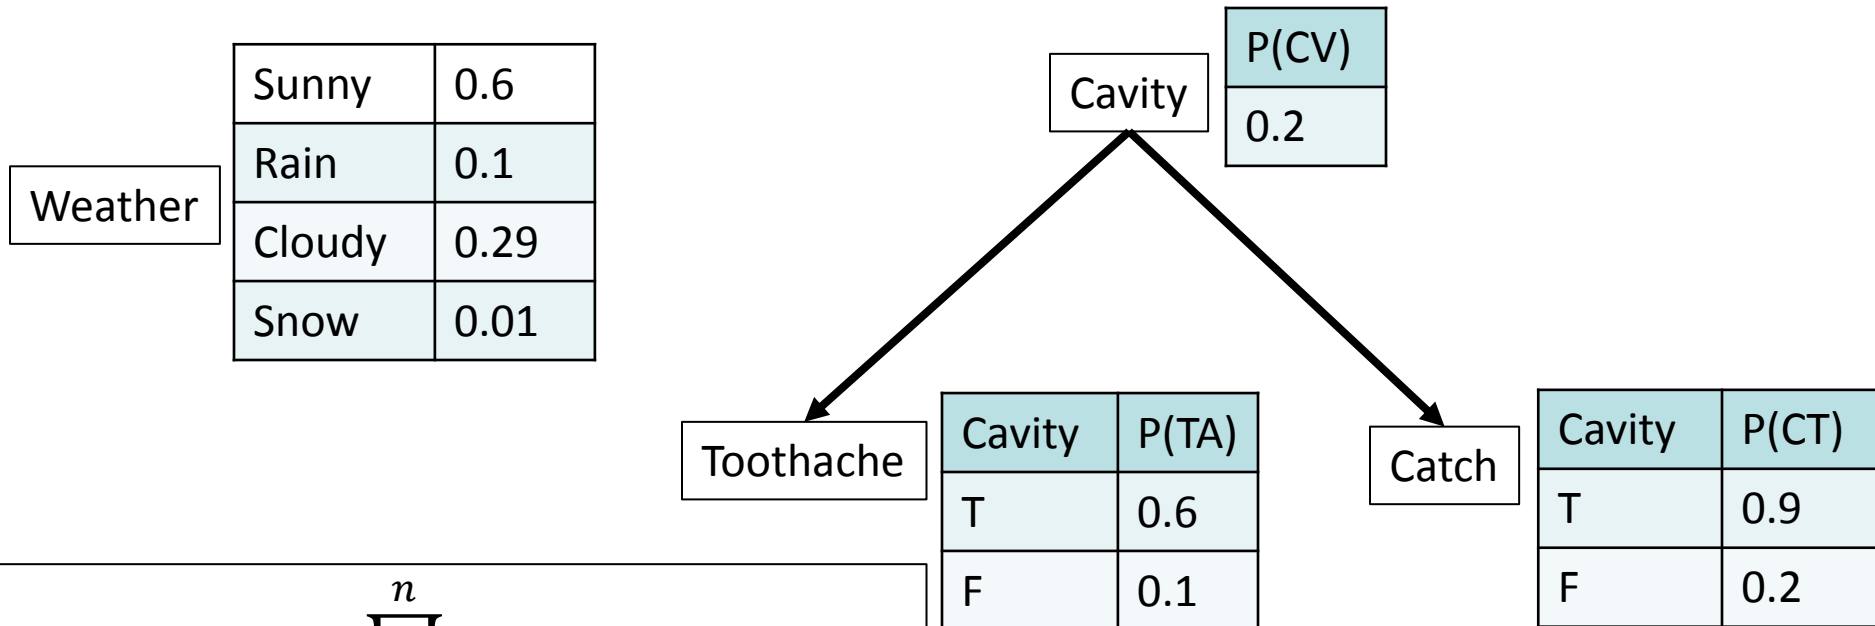 Weather
Sunny 0.6
Rain 0.1
Cloudy 0.29
Snow 0.01
Cavity
P(CV)
0.2
Toothache
Cavity P(TA)
T 0.6
F 0.1
Catch
Cavity P(CT)
T 0.9
F 0.2
n
∏